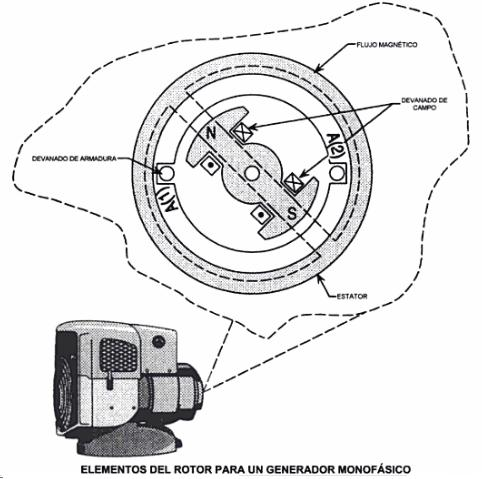 FLUJO MAGNÉTICO
DEVANADO DE
CAMPO
N
A(2)
DEVANADO DE ARMADURA
A(1)
S
ESTATOR
ELEMENTOS DEL ROTOR PARA UN GENERADOR MONOFÁSICO